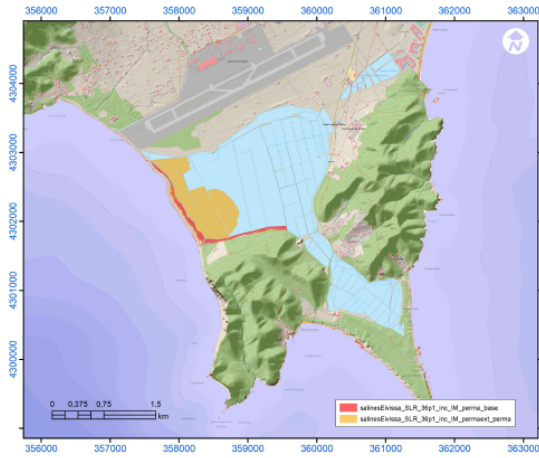 356000 357000 358000 359000 360000 361000 362000 363000
4304000
4303000
4302000
4301000
4300000
N
0 0,375 0,75 1,5
km
salinesEivissa_SLR_36p1_inc_IM_perma_base
salinesEivissa_SLR_36p1_inc_IM_permaext_perma
356000 357000 358000 359000 360000 361000 362000 363000